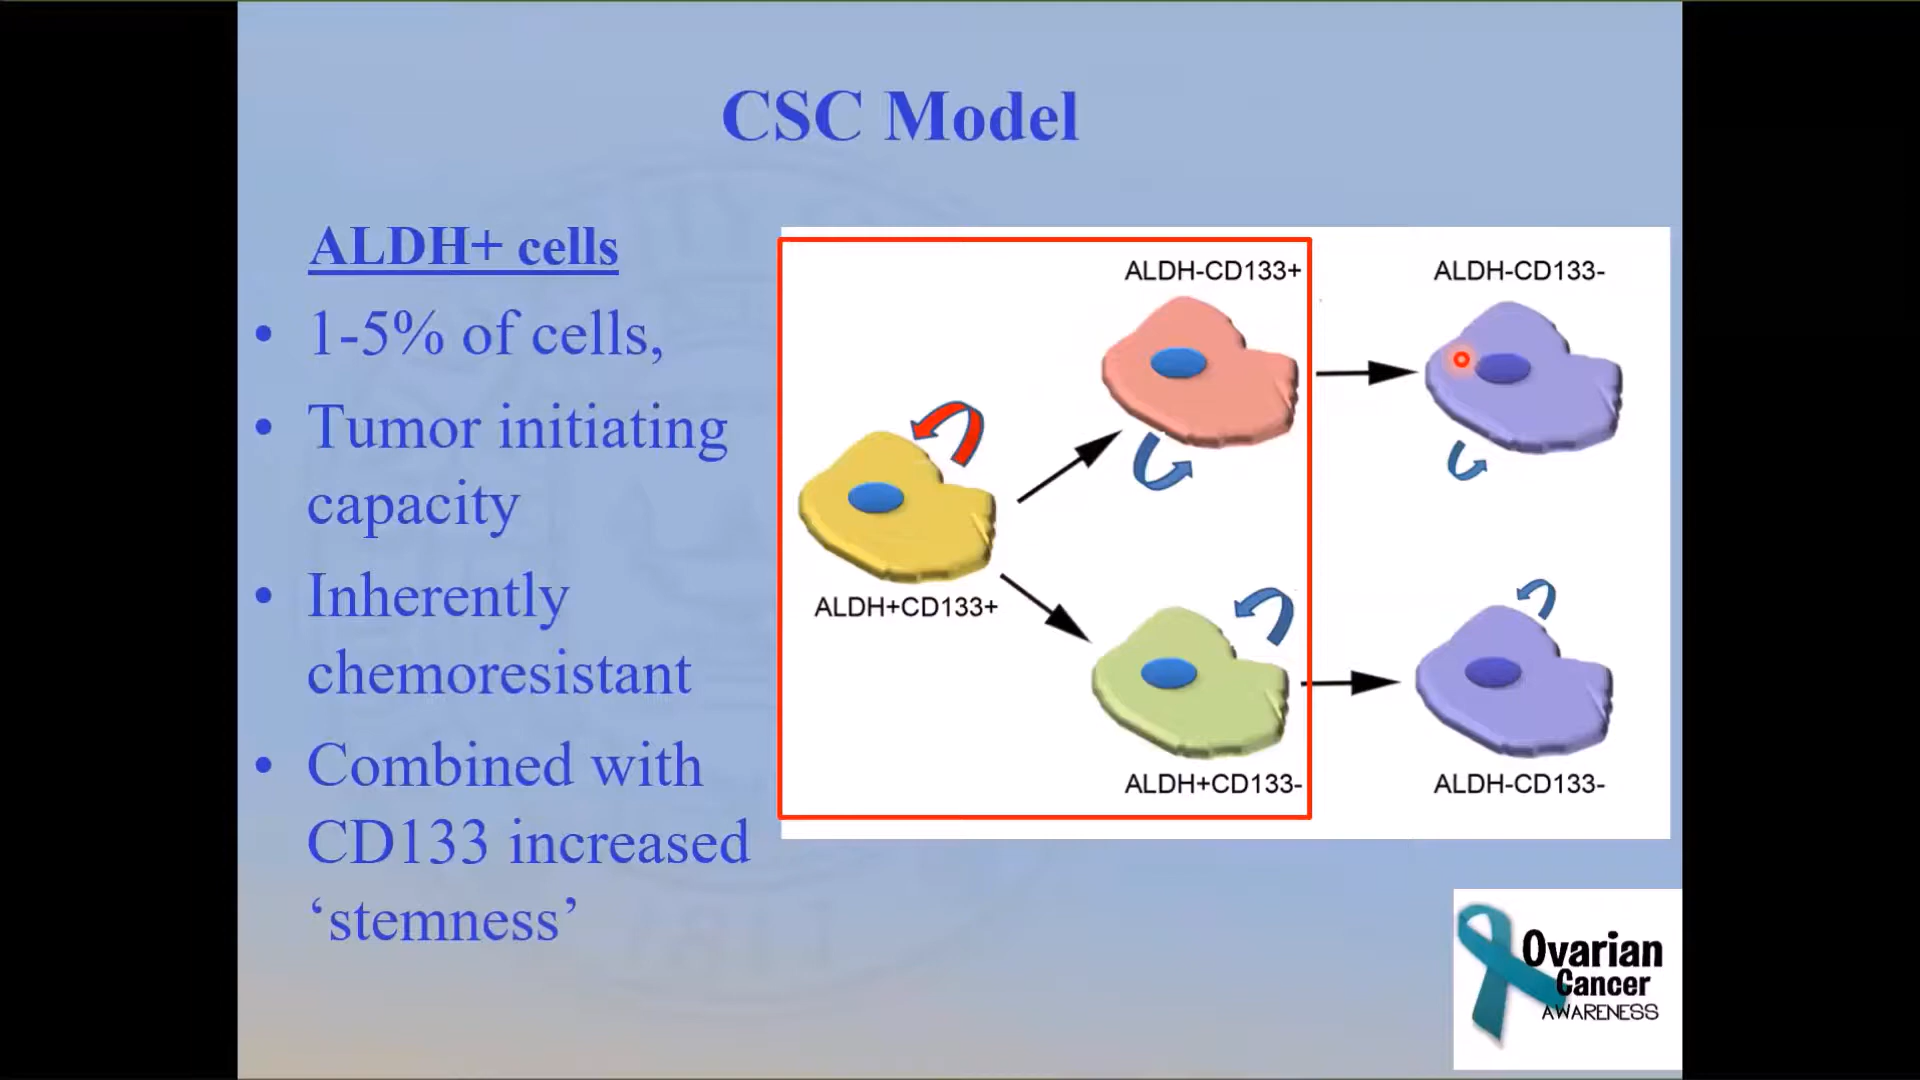 CSC Model
ALDH+ cells
• 1-5% of cells,
• Tumor initiating
capacity
• Inherently
chemoresistant
• Combined with
CD133 increased
‘stemness’
ALDH-CD133+
ALDH-CD133-
ALDH+CD133+
ALDH+CD133-
ALDH-CD133-
Ovarian
Cancer
AWARENESS